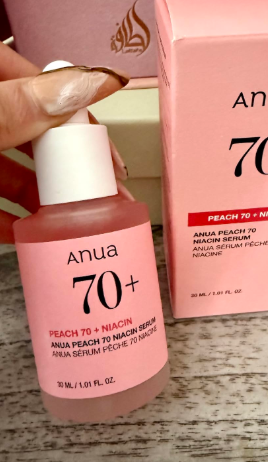 لطافة
Anua
70+
PEACH 70 + NIACIN
ANUA PEACH 70 NIACIN SERUM
ANUA SÉRUM PÊCHE 70 NIACINE
30 ML / 1.01 FL. OZ.
An
70
PEACH 70 + NI
ANUA PEACH 70
NIACIN SERUM
ANUA SÉRUM PÊCHE
NIACINE
30 ML / 1.01 FL. OZ.